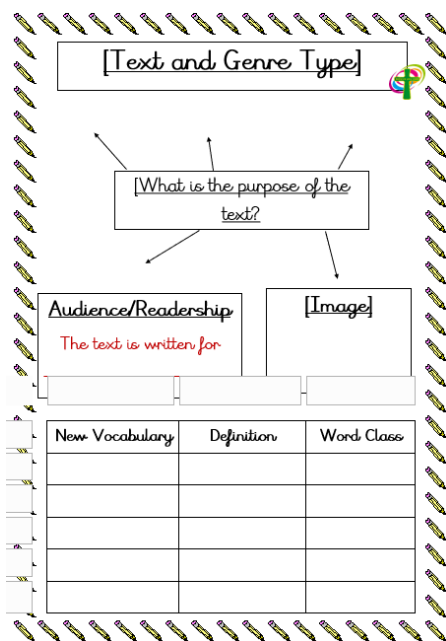 [Text and Genre Type]
[What is the purpose of the
text?
Audience/Readership
The text is written for
[Image]
New Vocabulary Definition Word Class